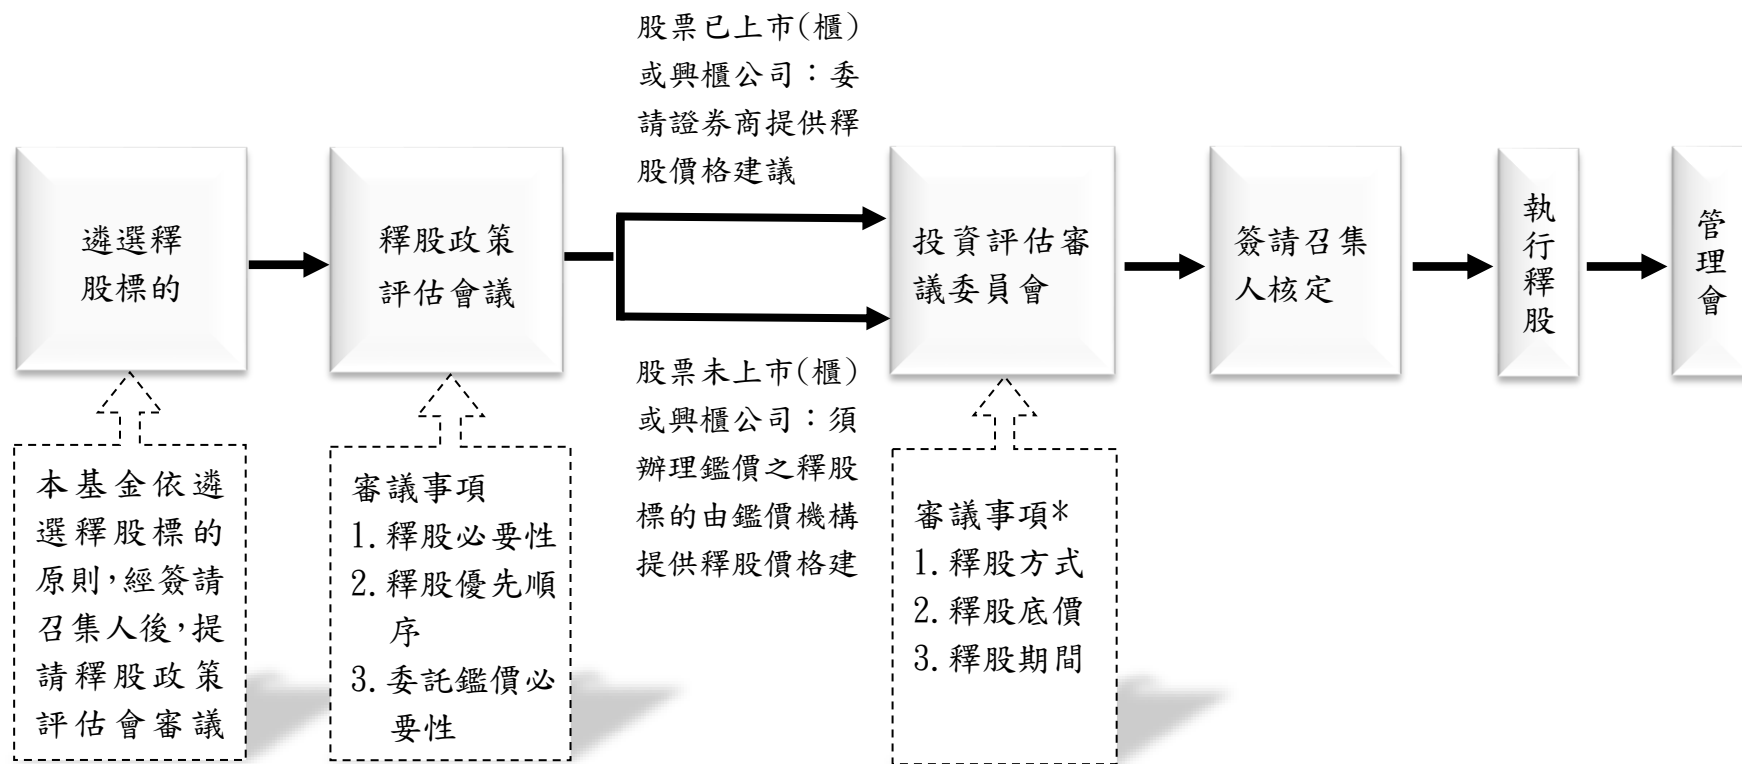 股票已上市(櫃)
或興櫃公司：委
請證券商提供釋
股價格建議
遴選釋
股標的
釋股政策
評估會議
投資評估審
議委員會
簽請召集
人核定
執
行
釋
股
管
理
會
股票未上市(櫃)
或興櫃公司：須
辦理鑑價之釋股
標的由鑑價機構
提供釋股價格建
本基金依遴
選釋股標的
原則，經簽請
召集人後，提
請釋股政策
評估會審議
審議事項
1.釋股必要性
2.釋股優先順
序
3.委託鑑價必
要性
審議事項*
1.釋股方式
2.釋股底價
3.釋股期間